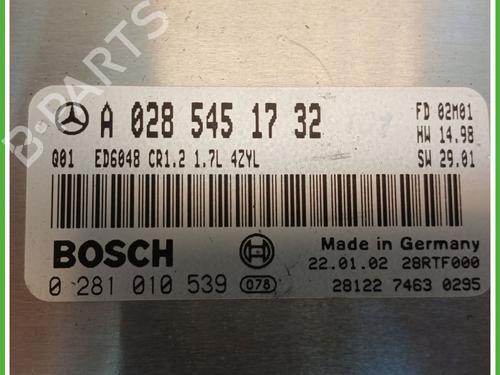 B-PARTS
A 028 545 17 32
FD 02M01
HW 14.98
Q01 ED6048 CR1.2 1.7L 4ZYL
SW 29.01
BOSCH
Made in Germany
22.01.02 28RTF000
0 281 010 539 078
28122 7463 0295